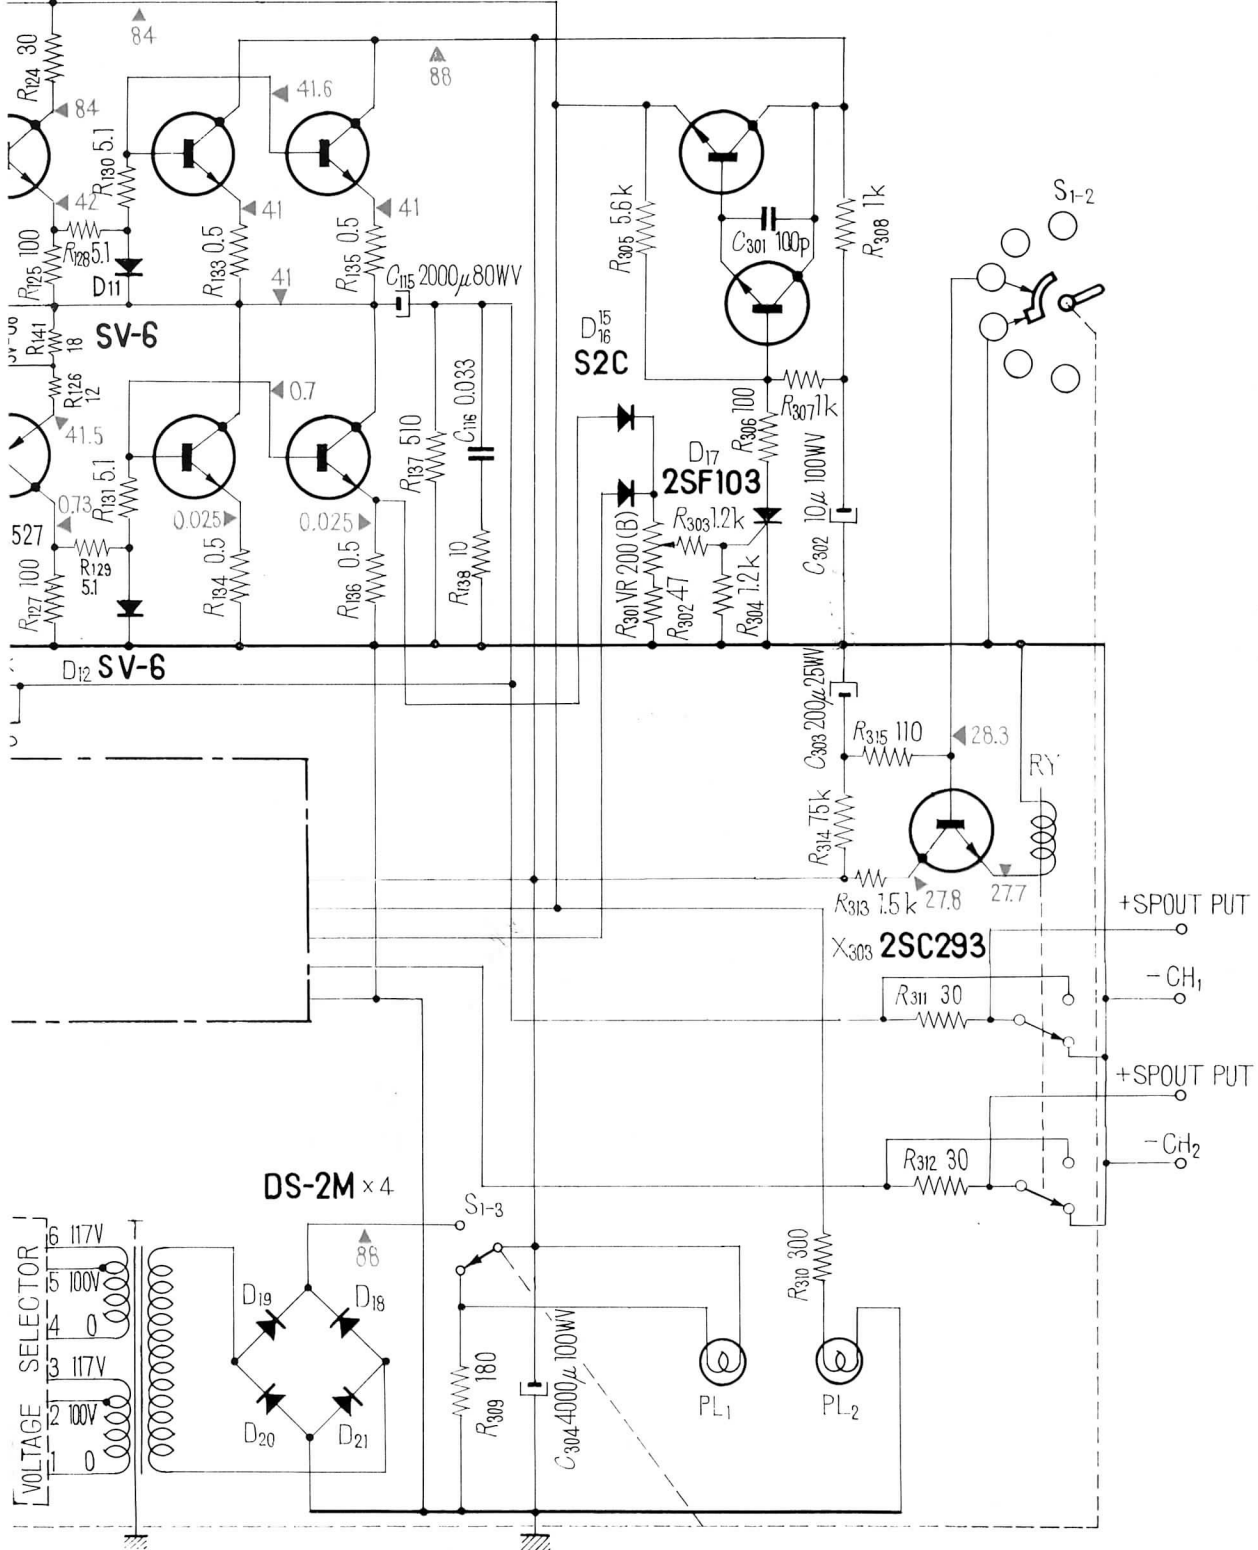 84
R124 30
84
88
41.6
R130 5.1
42
41
41
R125 100
R128 5.1
D11
R133 0.5
R135 0.5
41
C115 2000μ 80WV
R305 5.6k
C301 100p
R308 1k
S1-2
R141 18
SV-6
R126 12
D15 16
S2C
41.5
0.7
R137 510
C116 0.033
R306 100
R307 1k
D17
2SF103
R131 5.1
0.73
527
0.025
0.025
R303 1.2k
C302 10μ 100WV
R129 5.1
R127 100
R134 0.5
R136 0.5
R138 10
R301 VR 200 (B)
R302 47
R304 1.2k
D12 SV-6
C303 200μ 25WV
R315 110
28.3
RY
R314 75k
R313 1.5k
27.8
27.7
X303 2SC293
+SPOUT PUT
R311 30
-CH1
+SPOUT PUT
R312 30
-CH2
DS-2M ×4
S1-3
88
R310 300
VOLTAGE SELECTOR
6 117V
5 100V
4 0
3 117V
2 100V
1 0
T
D19
D18
D20
D21
R309 180
C304 4000μ 100WV
PL1
PL2